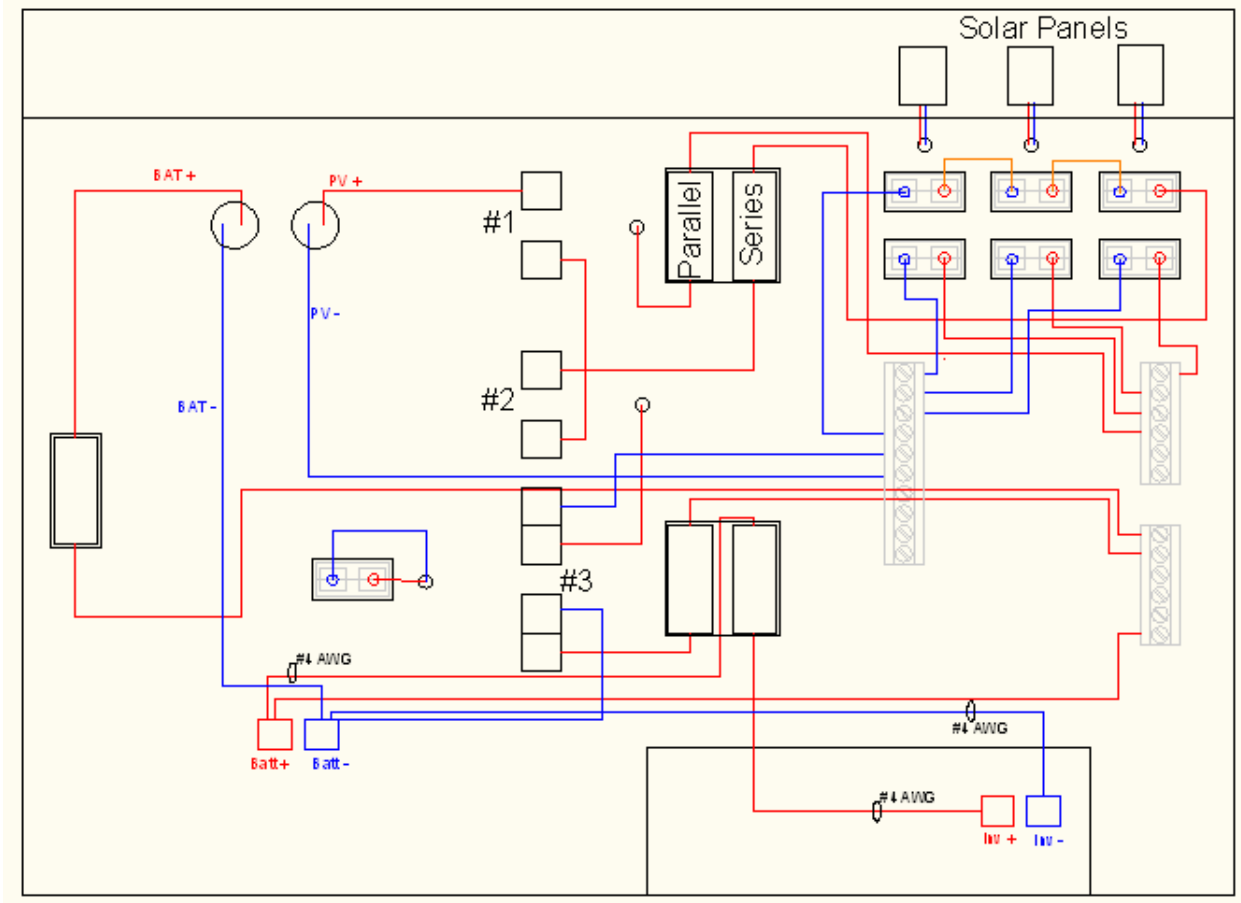 Solar Panels
BAT+
PV+
#1
Parallel
Series
PV-
#2
BAT-
#3
#4 AWG
#4 AWG
Batt+
Batt-
#4 AWG
Inv +
Inv -